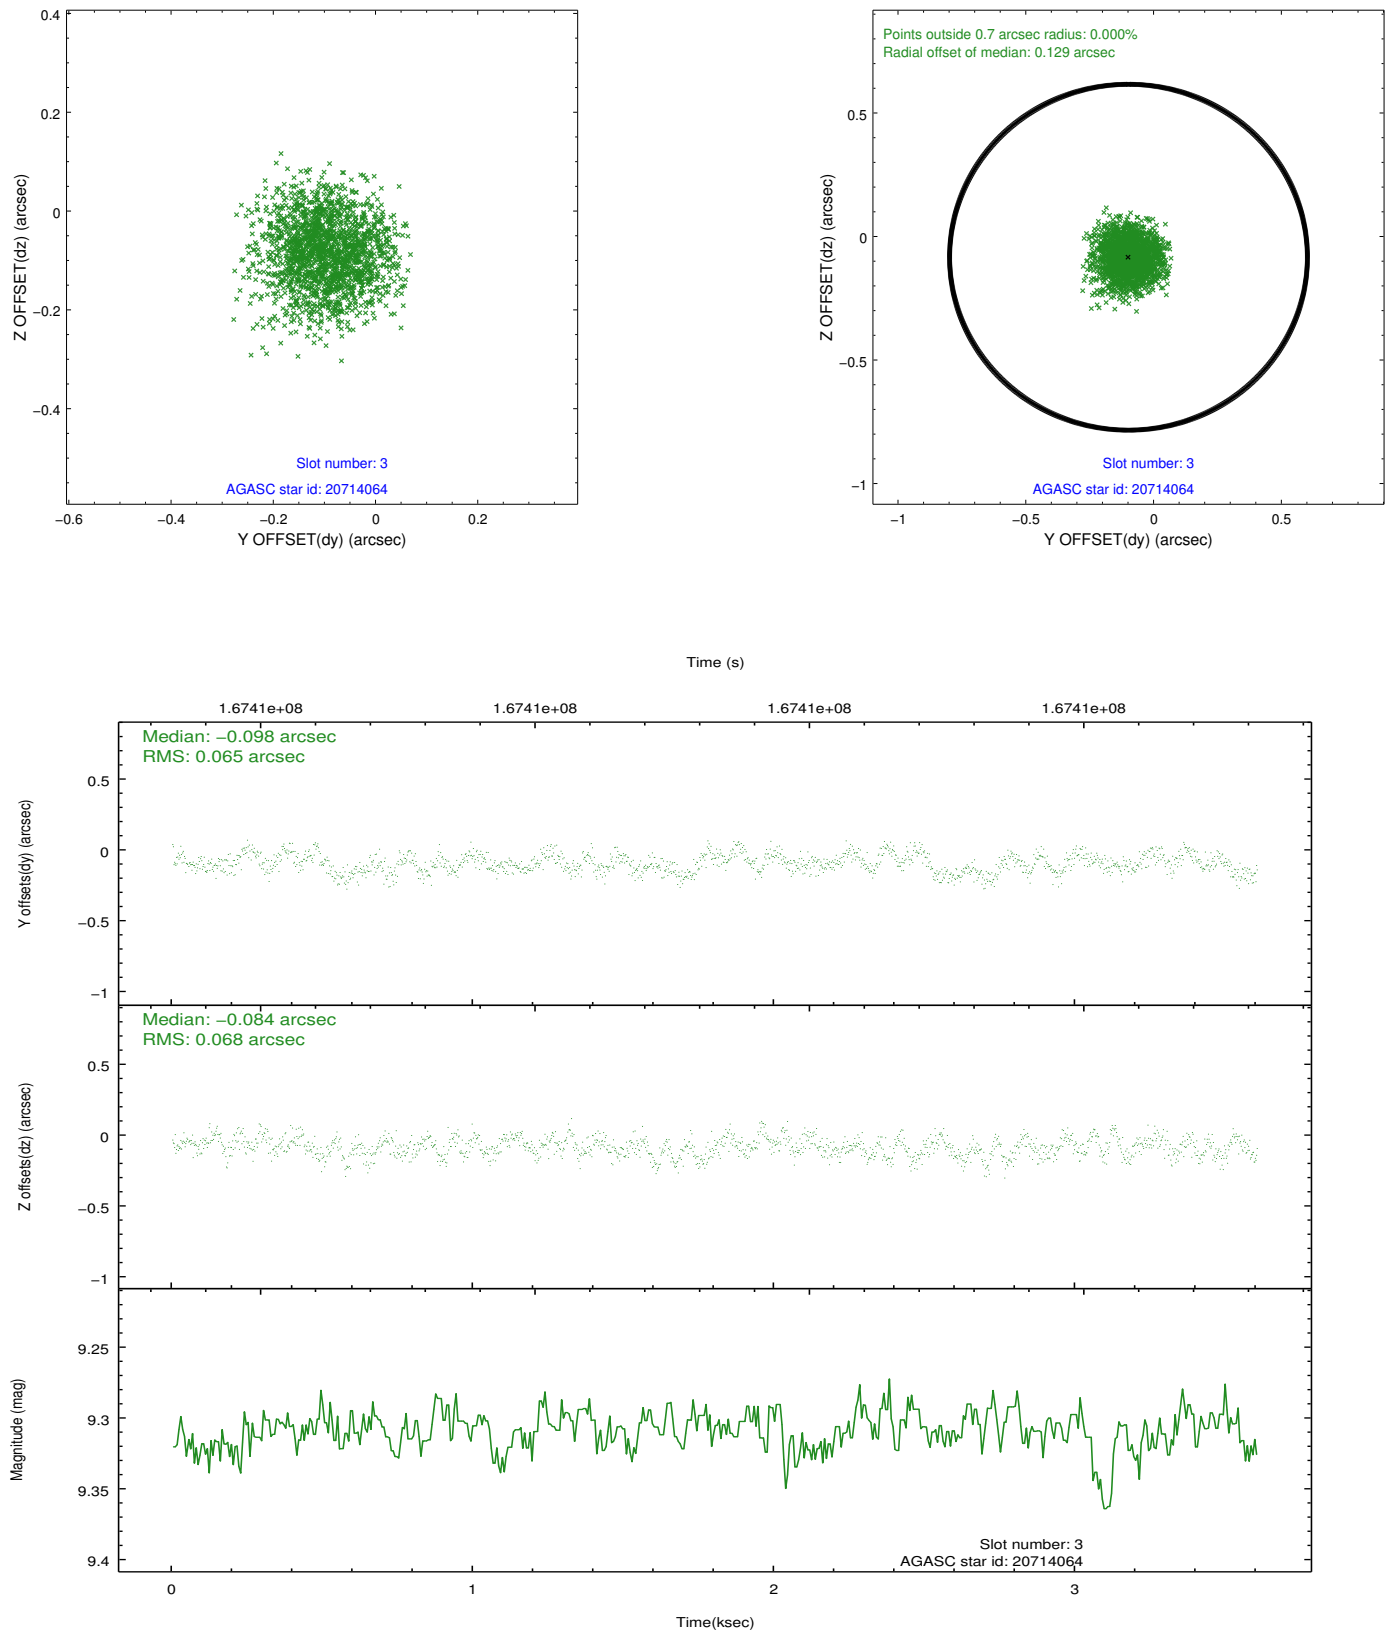 0.4
0.2
0
−0.2
−0.4
−0.6
−0.4
−0.2
0
0.2
Z OFFSET(dz) (arcsec)
Y OFFSET(dy) (arcsec)
Slot number: 3
AGASC star id: 20714064
Points outside 0.7 arcsec radius: 0.000%
Radial offset of median: 0.129 arcsec
0.5
0
−0.5
−1
−1
−0.5
0
0.5
Z OFFSET(dz) (arcsec)
Y OFFSET(dy) (arcsec)
Slot number: 3
AGASC star id: 20714064
Time (s)
1.6741e+08
1.6741e+08
1.6741e+08
1.6741e+08
Median: −0.098 arcsec
RMS: 0.065 arcsec
0.5
0
−0.5
−1
Y offsets(dy) (arcsec)
Median: −0.084 arcsec
RMS: 0.068 arcsec
0.5
0
−0.5
−1
Z offsets(dz) (arcsec)
9.25
9.3
9.35
9.4
Magnitude (mag)
Slot number: 3
AGASC star id: 20714064
0
1
2
3
Time(ksec)